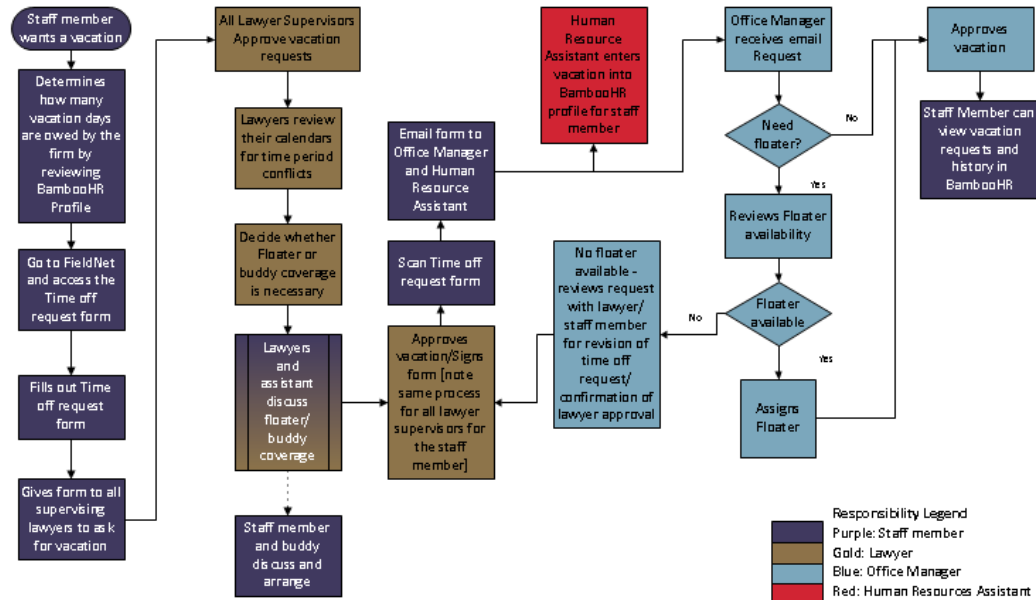 Staff member
wants a vacation
Determines
how many
vacation days
are owed by the
firm by
reviewing
BambooHR
Profile
Go to FieldNet
and access the
Time off
request form
Fills out Time
off request
form
Gives form to all
supervising
lawyers to ask
for vacation
All Lawyer Supervisors
Approve vacation
requests
Lawyers review
their calendars
for time period
conflicts
Decide whether
Floater or
buddy coverage
is necessary
Lawyers
and
assistant
discuss
floater/
buddy
coverage
Staff member
and buddy
discuss and
arrange
Approves
vacation/Signs
form [note
same process
for all lawyer
supervisors for
the staff
member]
Scan Time off
request form
Email form to
Office Manager
and Human
Resource
Assistant
Human
Resource
Assistant enters
vacation into
BambooHR
profile for staff
member
Office Manager
receives email
Request
Need
floater?
No
Yes
Reviews Floater
availability
Floater
available
No
Yes
No floater
available -
reviews request
with lawyer/
staff member
for revision of
time off
request/
confirmation of
lawyer approval
Assigns
Floater
Approves
vacation
Staff Member can
view vacation
requests and
history in
BambooHR
Responsibility Legend
Purple: Staff member
Gold: Lawyer
Blue: Office Manager
Red: Human Resources Assistant